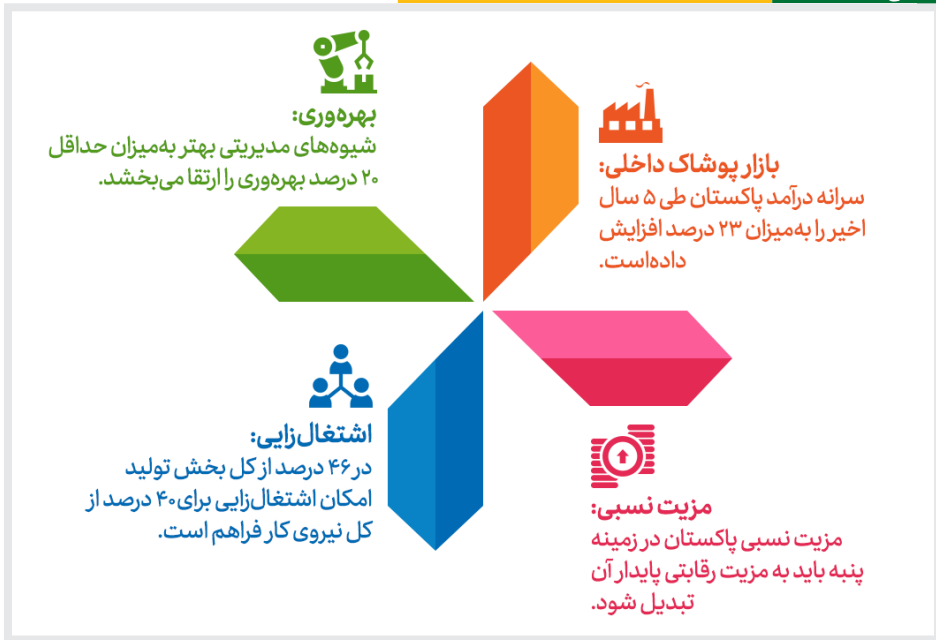 بازار پوشاک داخلی:
سرانه درآمد پاکستان طی ۵ سال
اخیر را به‌میزان ۲۳ درصد افزایش
داده‌است.
بهره‌وری:
شیوه‌های مدیریتی بهتر به‌میزان حداقل
۲۰ درصد بهره‌وری را ارتقا می‌بخشد.
مزیت نسبی:
مزیت نسبی پاکستان در زمینه
پنبه باید به مزیت رقابتی پایدار آن
تبدیل شود.
اشتغال‌زایی:
در ۴۶ درصد از کل بخش تولید
امکان اشتغال‌زایی برای ۴۰ درصد از
کل نیروی کار فراهم است.